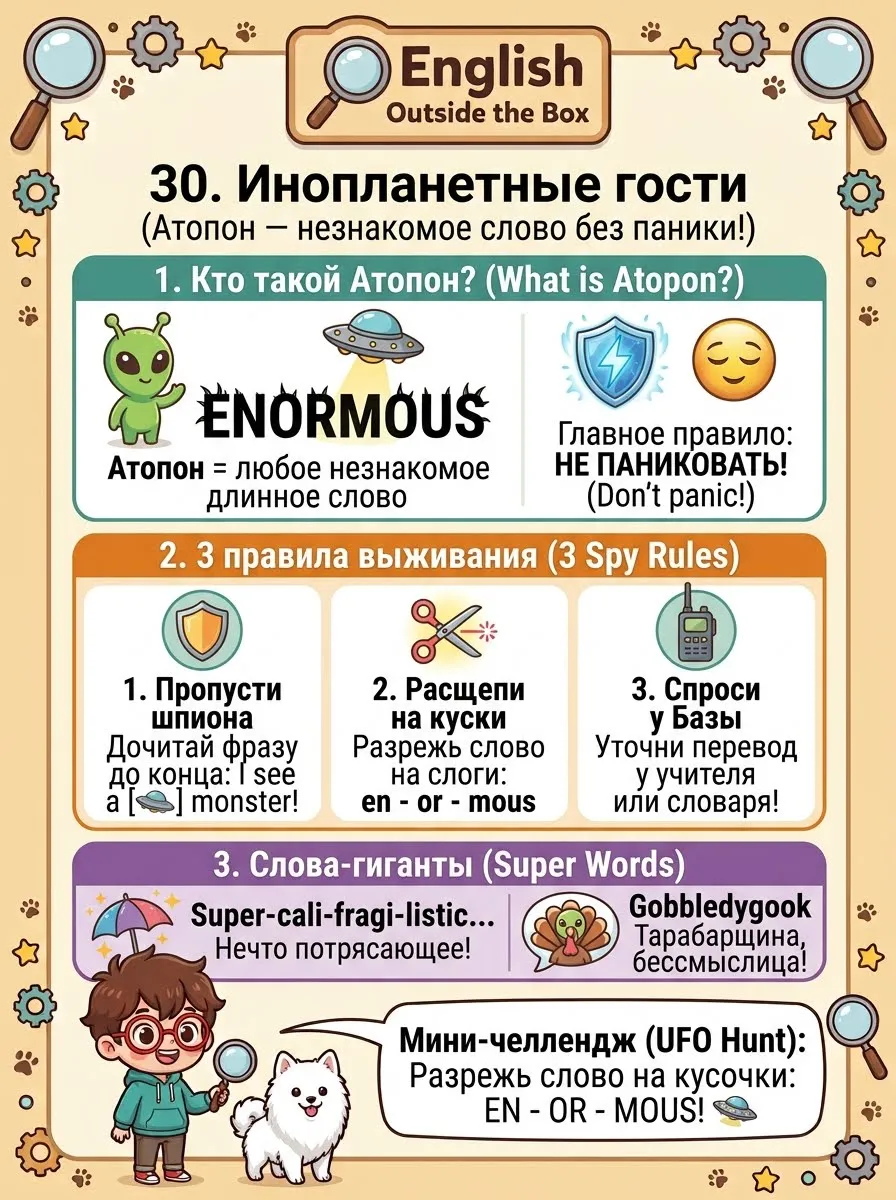 English
Outside the Box
30. Инопланетные гости
(Атопон — незнакомое слово без паники!)
1. Кто такой Атопон? (What is Atopon?)
ENORMOUS
Атопон = любое незнакомое
длинное слово
Главное правило:
НЕ ПАНИКОВАТЬ!
(Don't panic!)
2. 3 правила выживания (3 Spy Rules)
1. Пропусти
шпиона
Дочитай фразу
до конца: I see
a [🛸] monster!
2. Расщепи
на куски
Разрежь слово
на слоги:
en - or - mous
3. Спроси
у Базы
Уточни перевод
у учителя
или словаря!
3. Слова-гиганты (Super Words)
Super-cali-fragi-listic...
Нечто потрясающее!
Gobbledygook
Тарабарщина,
бессмыслица!
Мини-челлендж (UFO Hunt):
Разрежь слово на кусочки:
EN - OR - MOUS! 🛸